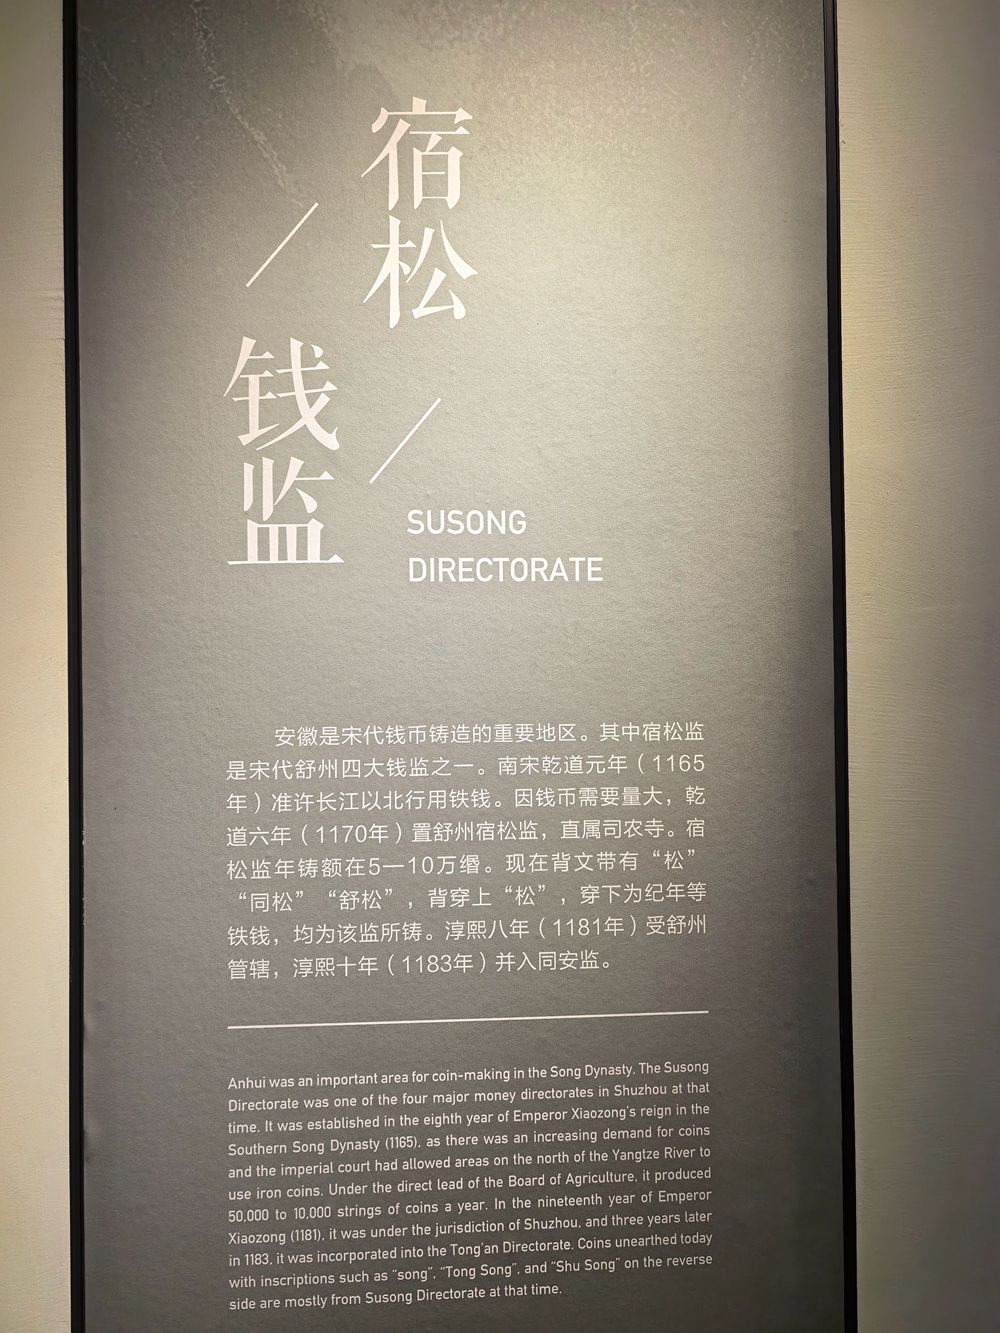 宿松
钱监
SUSONG
DIRECTORATE
安徽是宋代钱币铸造的重要地区。其中宿松监
是宋代舒州四大钱监之一。南宋乾道元年（1165
年）准许长江以北行用铁钱。因钱币需要量大，乾
道六年（1170年）置舒州宿松监，直属司农寺。宿
松监年铸额在5—10万缗。现在背文带有“松”
“同松”“舒松”，背穿上“松”，穿下为纪年等
铁钱，均为该监所铸。淳熙八年（1181年）受舒州
管辖，淳熙十年（1183年）并入同安监。
Anhui was an important area for coin-making in the Song Dynasty. The Susong
Directorate was one of the four major money directorates in Shuzhou at that
time. It was established in the eighth year of Emperor Xiaozong's reign in the
Southern Song Dynasty (1165), as there was an increasing demand for coins
and the imperial court had allowed areas on the north of the Yangtze River to
use iron coins. Under the direct lead of the Board of Agriculture, it produced
50,000 to 10,000 strings of coins a year. In the nineteenth year of Emperor
Xiaozong (1181), it was under the jurisdiction of Shuzhou, and three years later
in 1183, it was incorporated into the Tong'an Directorate. Coins unearthed today
with inscriptions such as “song”, “Tong Song”, and “Shu Song” on the reverse
side are mostly from Susong Directorate at that time.